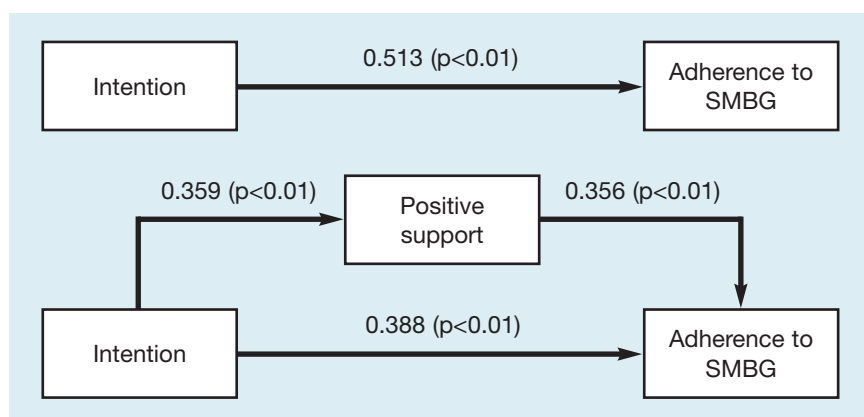 0.513 (p<0.01)
Intention
Adherence to
SMBG
0.359 (p<0.01)
Positive
support
0.356 (p<0.01)
Intention
0.388 (p<0.01)
Adherence to
SMBG